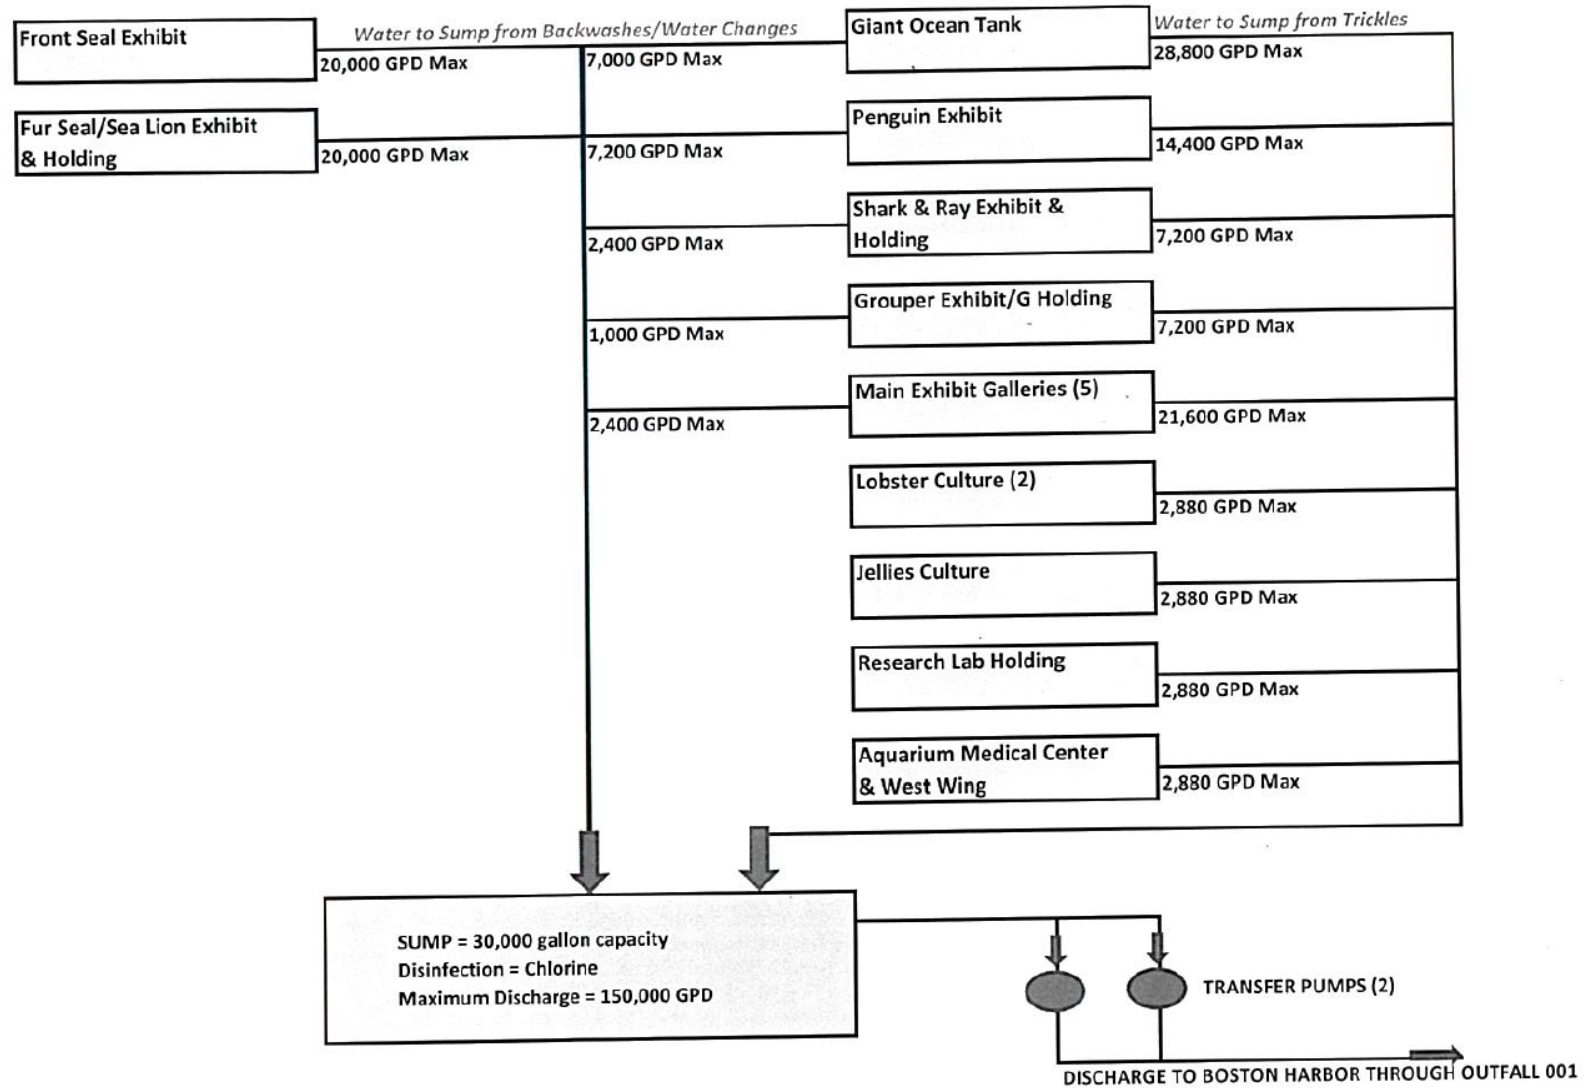 Front Seal Exhibit
Water to Sump from Backwashes/Water Changes
Giant Ocean Tank
Water to Sump from Trickles
20,000 GPD Max
7,000 GPD Max
28,800 GPD Max
Fur Seal/Sea Lion Exhibit
& Holding
20,000 GPD Max
7,200 GPD Max
Penguin Exhibit
14,400 GPD Max
Shark & Ray Exhibit &
Holding
2,400 GPD Max
7,200 GPD Max
Grouper Exhibit/G Holding
1,000 GPD Max
7,200 GPD Max
Main Exhibit Galleries (5)
2,400 GPD Max
21,600 GPD Max
Lobster Culture (2)
2,880 GPD Max
Jellies Culture
2,880 GPD Max
Research Lab Holding
2,880 GPD Max
Aquarium Medical Center
& West Wing
2,880 GPD Max
SUMP = 30,000 gallon capacity
Disinfection = Chlorine
Maximum Discharge = 150,000 GPD
TRANSFER PUMPS (2)
DISCHARGE TO BOSTON HARBOR THROUGH OUTFALL 001